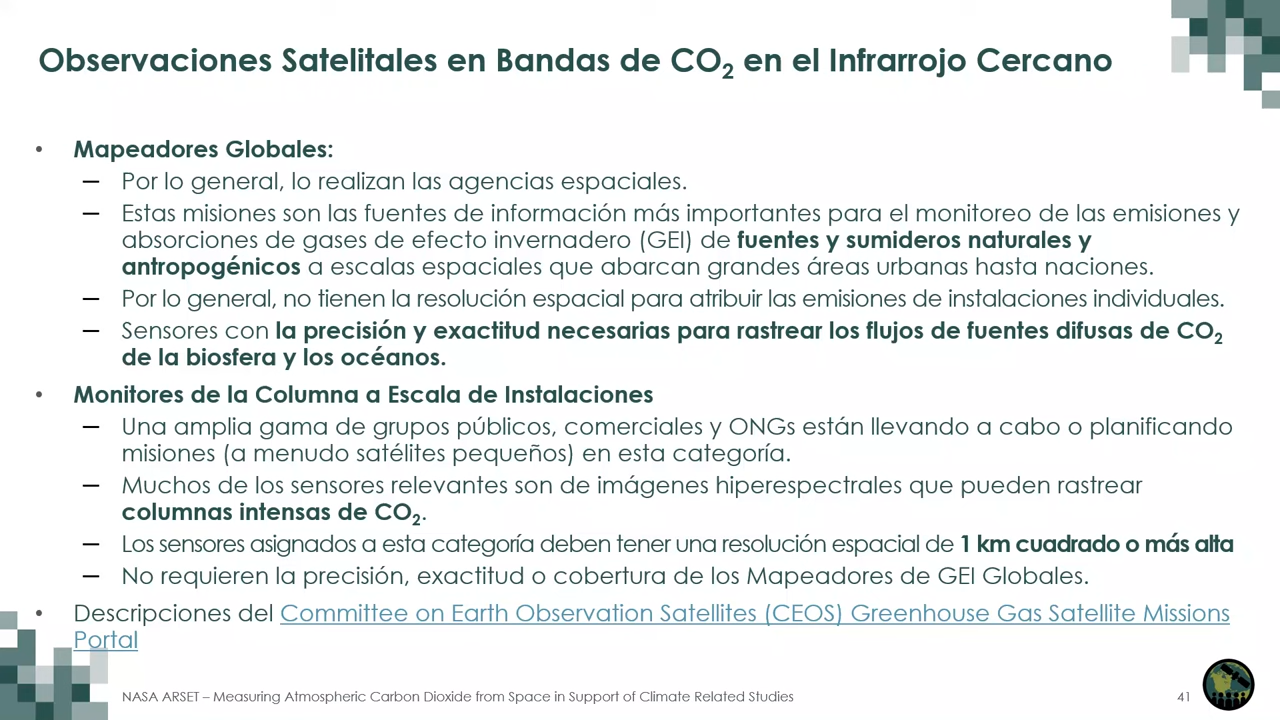 Observaciones Satelitales en Bandas de CO₂ en el Infrarrojo Cercano
• Mapeadores Globales:
– Por lo general, lo realizan las agencias espaciales.
– Estas misiones son las fuentes de información más importantes para el monitoreo de las emisiones y
absorciones de gases de efecto invernadero (GEI) de fuentes y sumideros naturales y
antropogénicos a escalas espaciales que abarcan grandes áreas urbanas hasta naciones.
– Por lo general, no tienen la resolución espacial para atribuir las emisiones de instalaciones individuales.
– Sensores con la precisión y exactitud necesarias para rastrear los flujos de fuentes difusas de CO₂
de la biosfera y los océanos.
• Monitores de la Columna a Escala de Instalaciones
– Una amplia gama de grupos públicos, comerciales y ONGs están llevando a cabo o planificando
misiones (a menudo satélites pequeños) en esta categoría.
– Muchos de los sensores relevantes son de imágenes hiperespectrales que pueden rastrear
columnas intensas de CO₂.
– Los sensores asignados a esta categoría deben tener una resolución espacial de 1 km cuadrado o más alta
– No requieren la precisión, exactitud o cobertura de los Mapeadores de GEI Globales.
• Descripciones del Committee on Earth Observation Satellites (CEOS) Greenhouse Gas Satellite Missions
Portal
NASA ARSET – Measuring Atmospheric Carbon Dioxide from Space in Support of Climate Related Studies
41